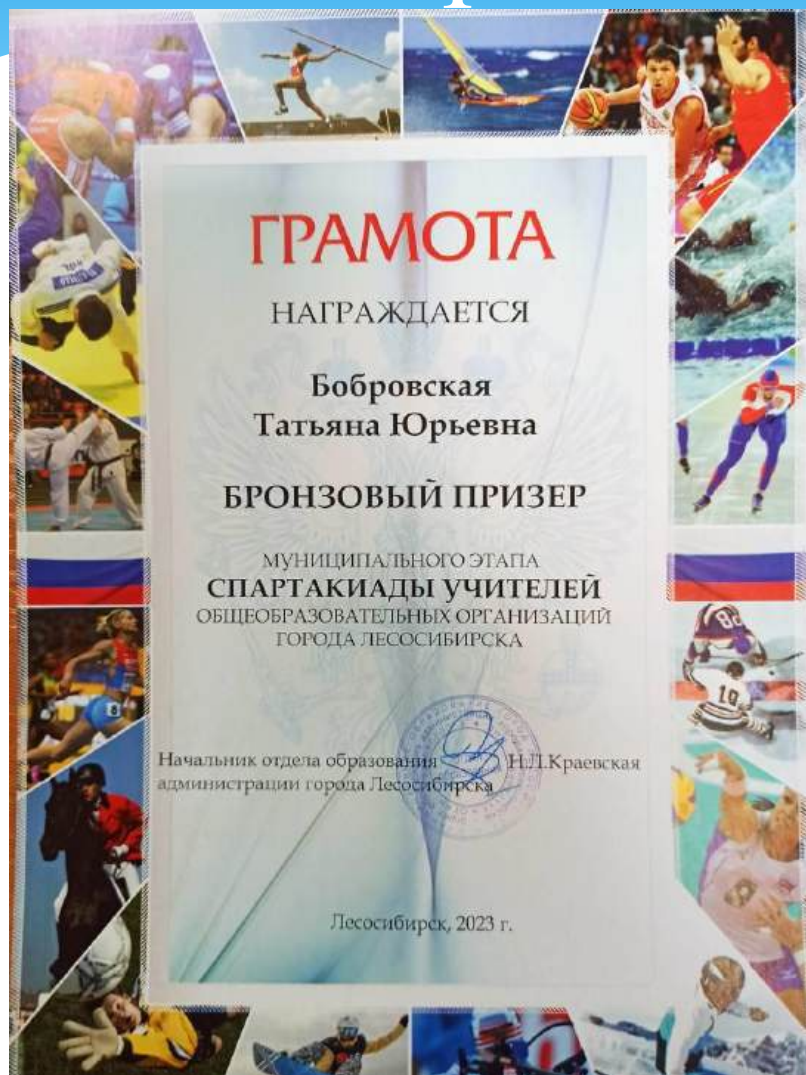 ГРАМОТА
НАГРАЖДАЕТСЯ
Бобровская
Татьяна Юрьевна
БРОНЗОВЫЙ ПРИЗЕР
МУНИЦИПАЛЬНОГО ЭТАПА
СПАРТАКИАДЫ УЧИТЕЛЕЙ
ОБЩЕОБРАЗОВАТЕЛЬНЫХ ОРГАНИЗАЦИЙ
ГОРОДА ЛЕСОСИБИРСКА
Начальник отдела образования Н.Л.Краевская
администрации города Лесосибирска
Лесосибирск, 2023 г.